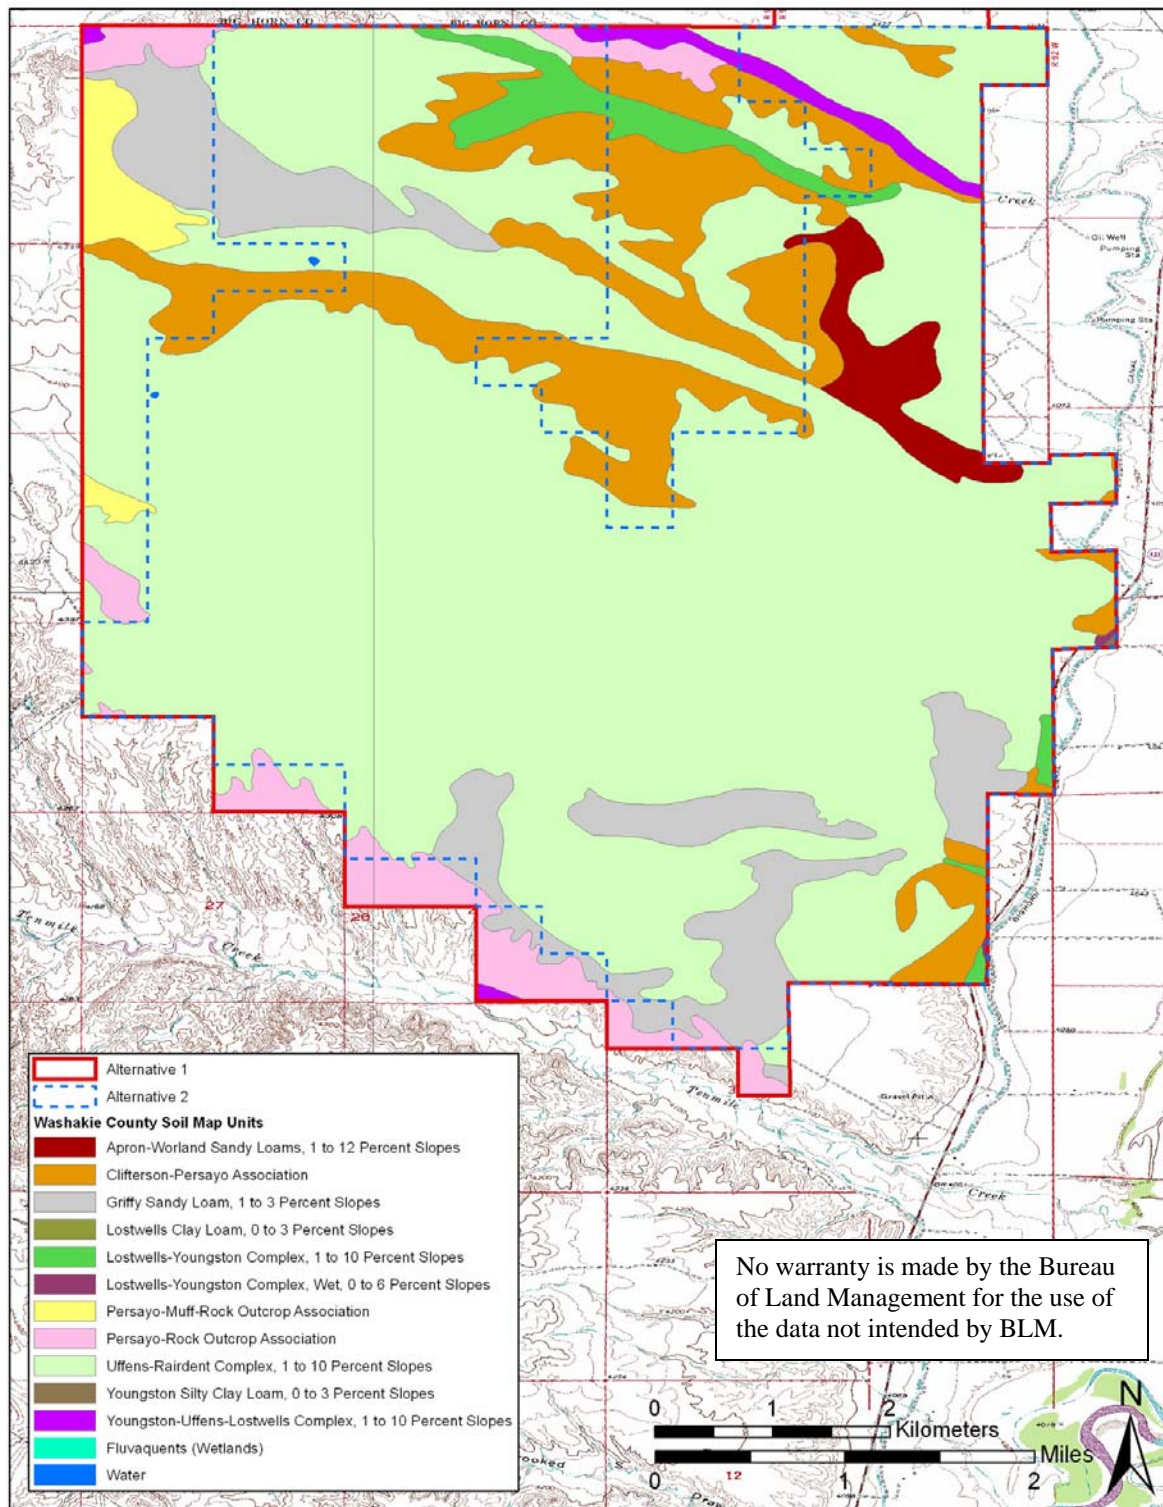 BIG HORN CO
BIG HORN CO
R 92 W
Creek
Oil Well
Pumping
Sta
Pumping Sta
CANAL
27
26
Tenmile
Creek
Tenmile
Gravel Pits
Creek
Alternative 1
Alternative 2
Washakie County Soil Map Units
Apron-Worland Sandy Loams, 1 to 12 Percent Slopes
Clifterson-Persayo Association
Griffy Sandy Loam, 1 to 3 Percent Slopes
Lostwells Clay Loam, 0 to 3 Percent Slopes
Lostwells-Youngston Complex, 1 to 10 Percent Slopes
Lostwells-Youngston Complex, Wet, 0 to 6 Percent Slopes
Persayo-Muff-Rock Outcrop Association
Persayo-Rock Outcrop Association
Uffens-Rairdent Complex, 1 to 10 Percent Slopes
Youngston Silty Clay Loam, 0 to 3 Percent Slopes
Youngston-Uffens-Lostwells Complex, 1 to 10 Percent Slopes
Fluvaquents (Wetlands)
Water
No warranty is made by the Bureau
of Land Management for the use of
the data not intended by BLM.
N
0 1 2
Kilometers
Miles
0 1 2
12